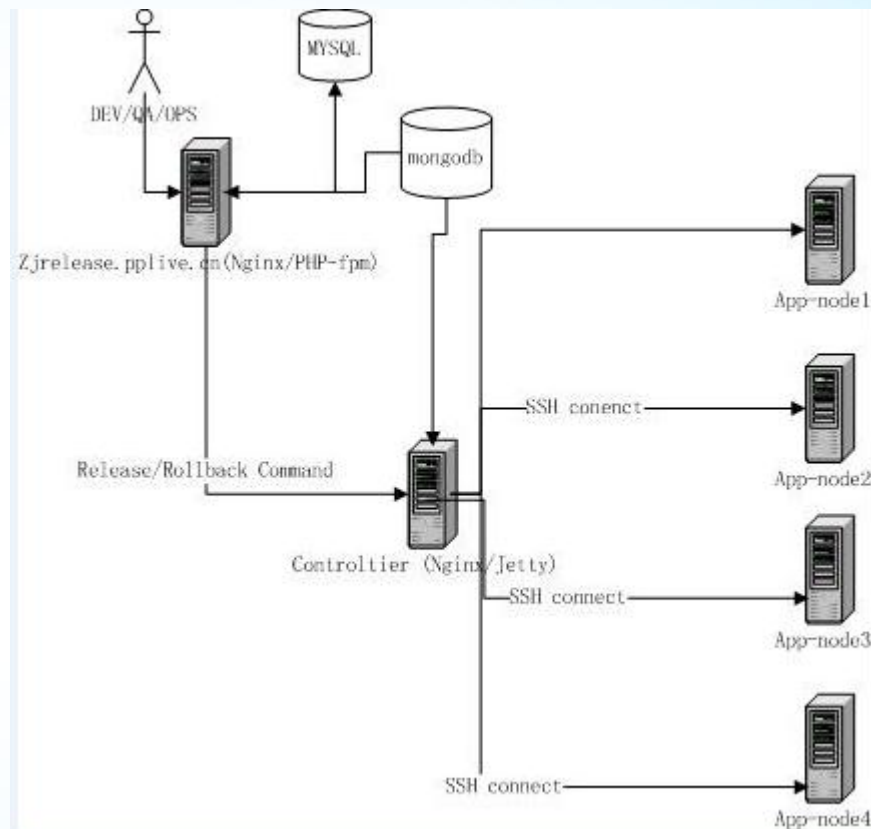 MYSQL
DEV/QA/OPS
mongodb
Zjrelease.pplive.cn(Nginx/PHP-fpm)
App-node1
SSH conenct
Release/Rollback Command
App-node2
Controltier (Nginx/Jetty)
SSH connect
App-node3
SSH connect
App-node4